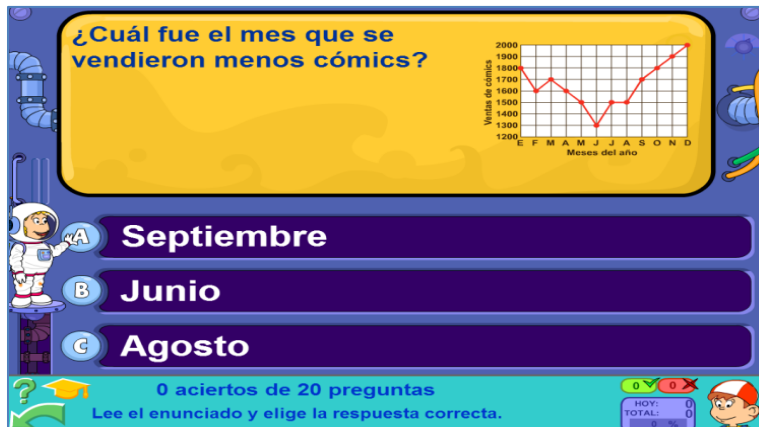 ¿Cuál fue el mes que se
vendieron menos cómics?
2000
1900
1800
1700
1600
1500
1400
1300
1200
Ventas de cómics
E F M A M J J A S O N D
Meses del año
A Septiembre
B Junio
C Agosto
? 0 aciertos de 20 preguntas
Lee el enunciado y elige la respuesta correcta.
0 0
HOY: 0
TOTAL: 0
0 %